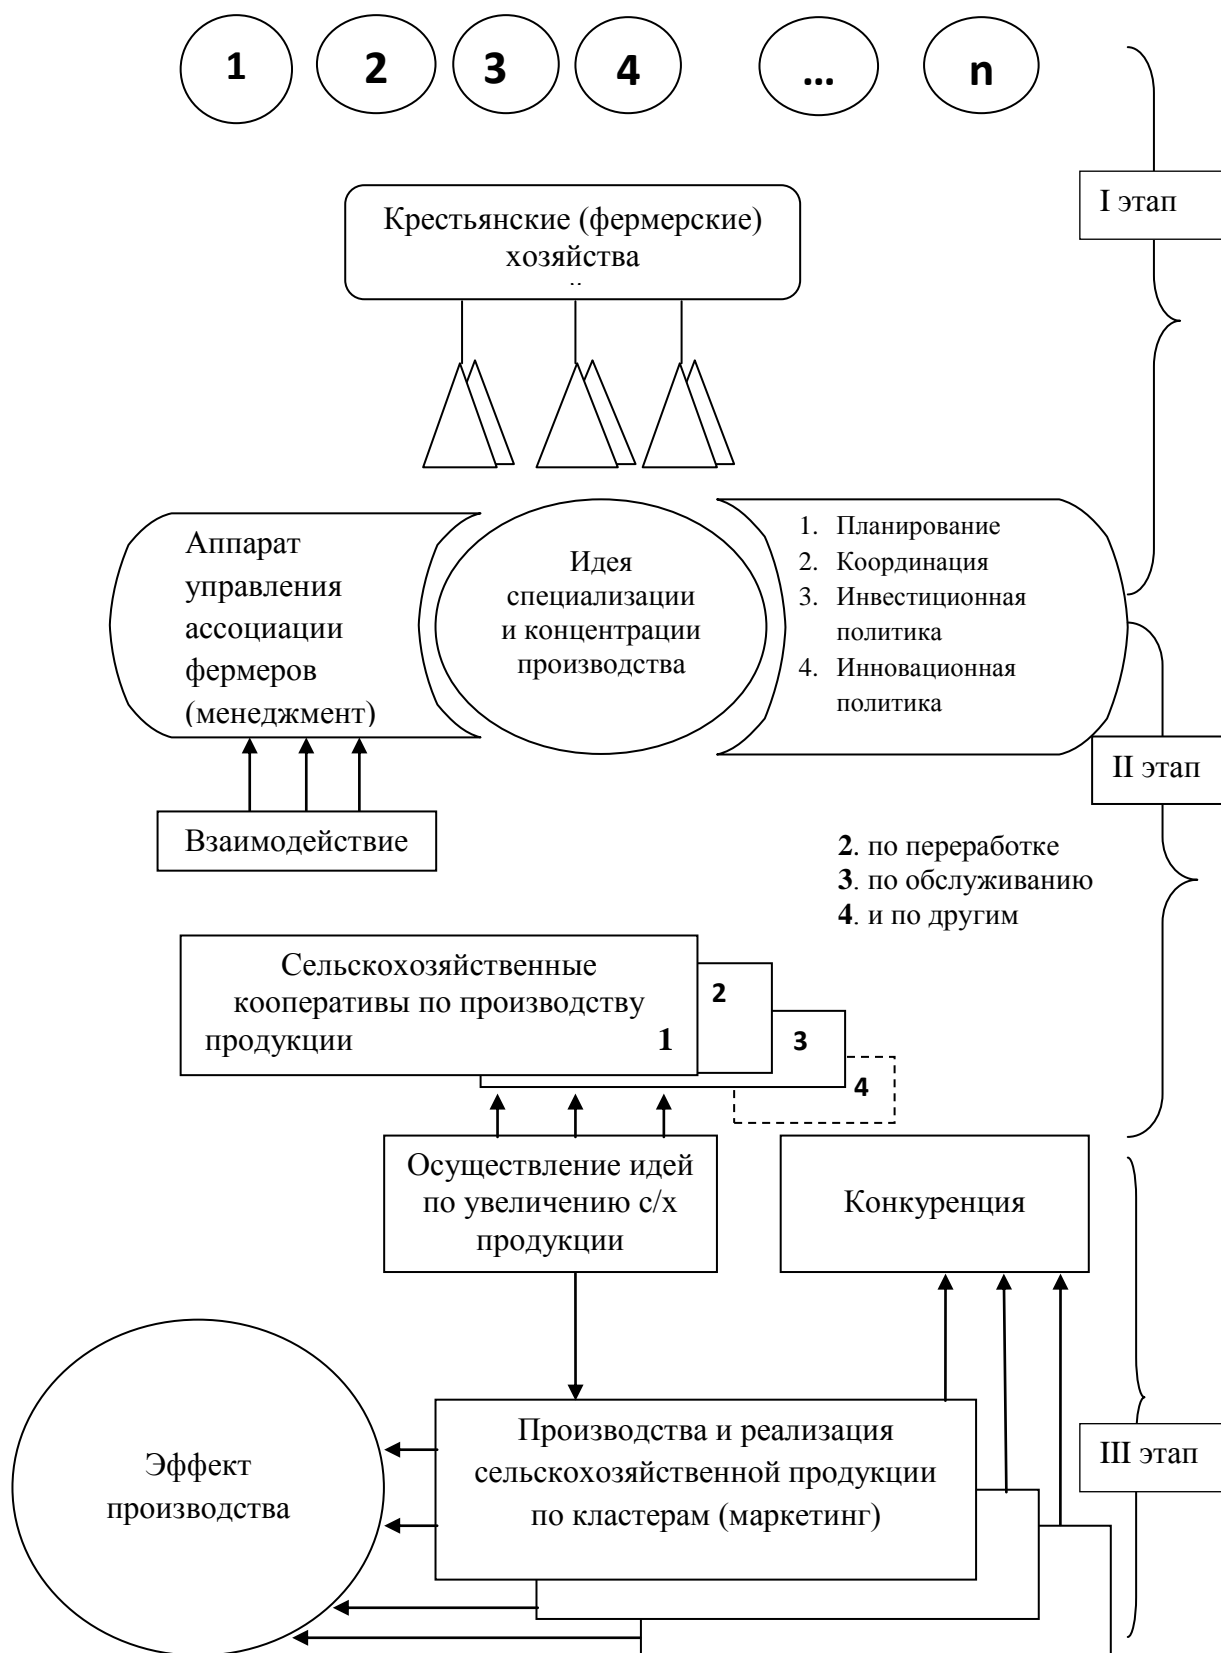 1 2 3 4 ... n
I этап
Крестьянские (фермерские)
хозяйства
..
Аппарат
управления
ассоциации
фермеров
(менеджмент)
Идея
специализации
и концентрации
производства
1. Планирование
2. Координация
3. Инвестиционная
политика
4. Инновационная
политика
II этап
Взаимодействие
2. по переработке
3. по обслуживанию
4. и по другим
Сельскохозяйственные
кооперативы по производству
продукции 1
2
3
4
Осуществление идей
по увеличению с/х
продукции
Конкуренция
Эффект
производства
Производства и реализация
сельскохозяйственной продукции
по кластерам (маркетинг)
III этап